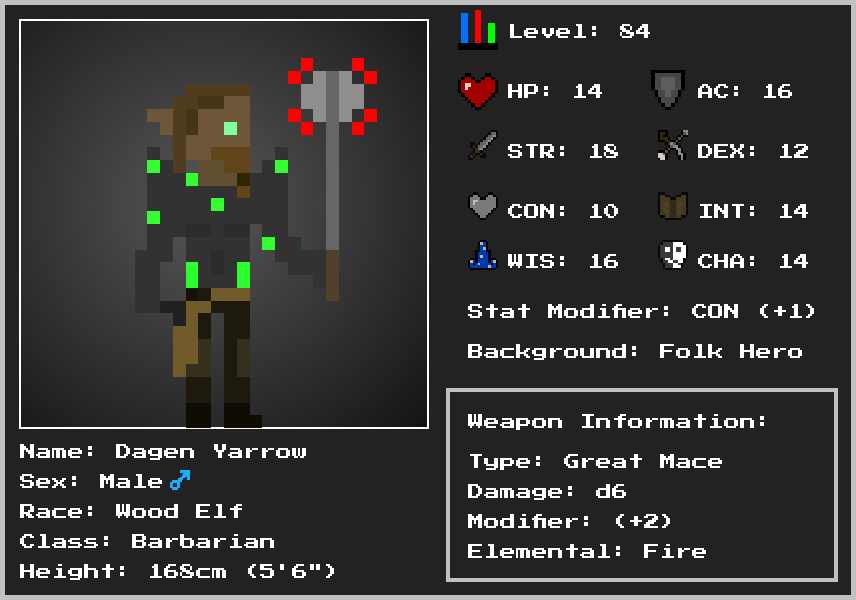 Level: 84
HP: 14
AC: 16
STR: 18
DEX: 12
CON: 10
INT: 14
WIS: 16
CHA: 14
Stat Modifier: CON (+1)
Background: Folk Hero
Weapon Information:
Type: Great Mace
Damage: d6
Modifier: (+2)
Elemental: Fire
Name: Dagen Yarrow
Sex: Male♂
Race: Wood Elf
Class: Barbarian
Height: 168cm (5'6")